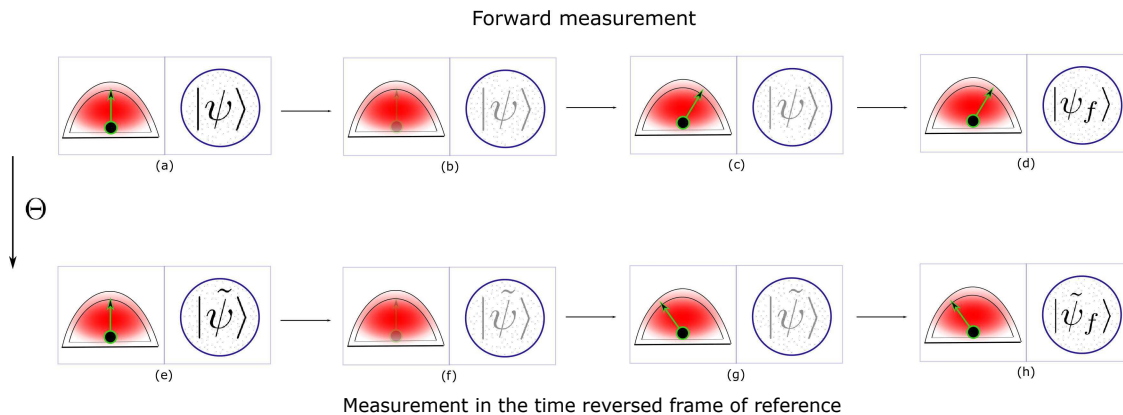 Forward measurement
|ψ⟩ |ψ⟩ |ψ⟩ |ψ_f⟩
(a) (b) (c) (d)
Θ
|ψ̃⟩ |ψ̃⟩ |ψ̃⟩ |ψ̃_f⟩
(e) (f) (g) (h)
Measurement in the time reversed frame of reference